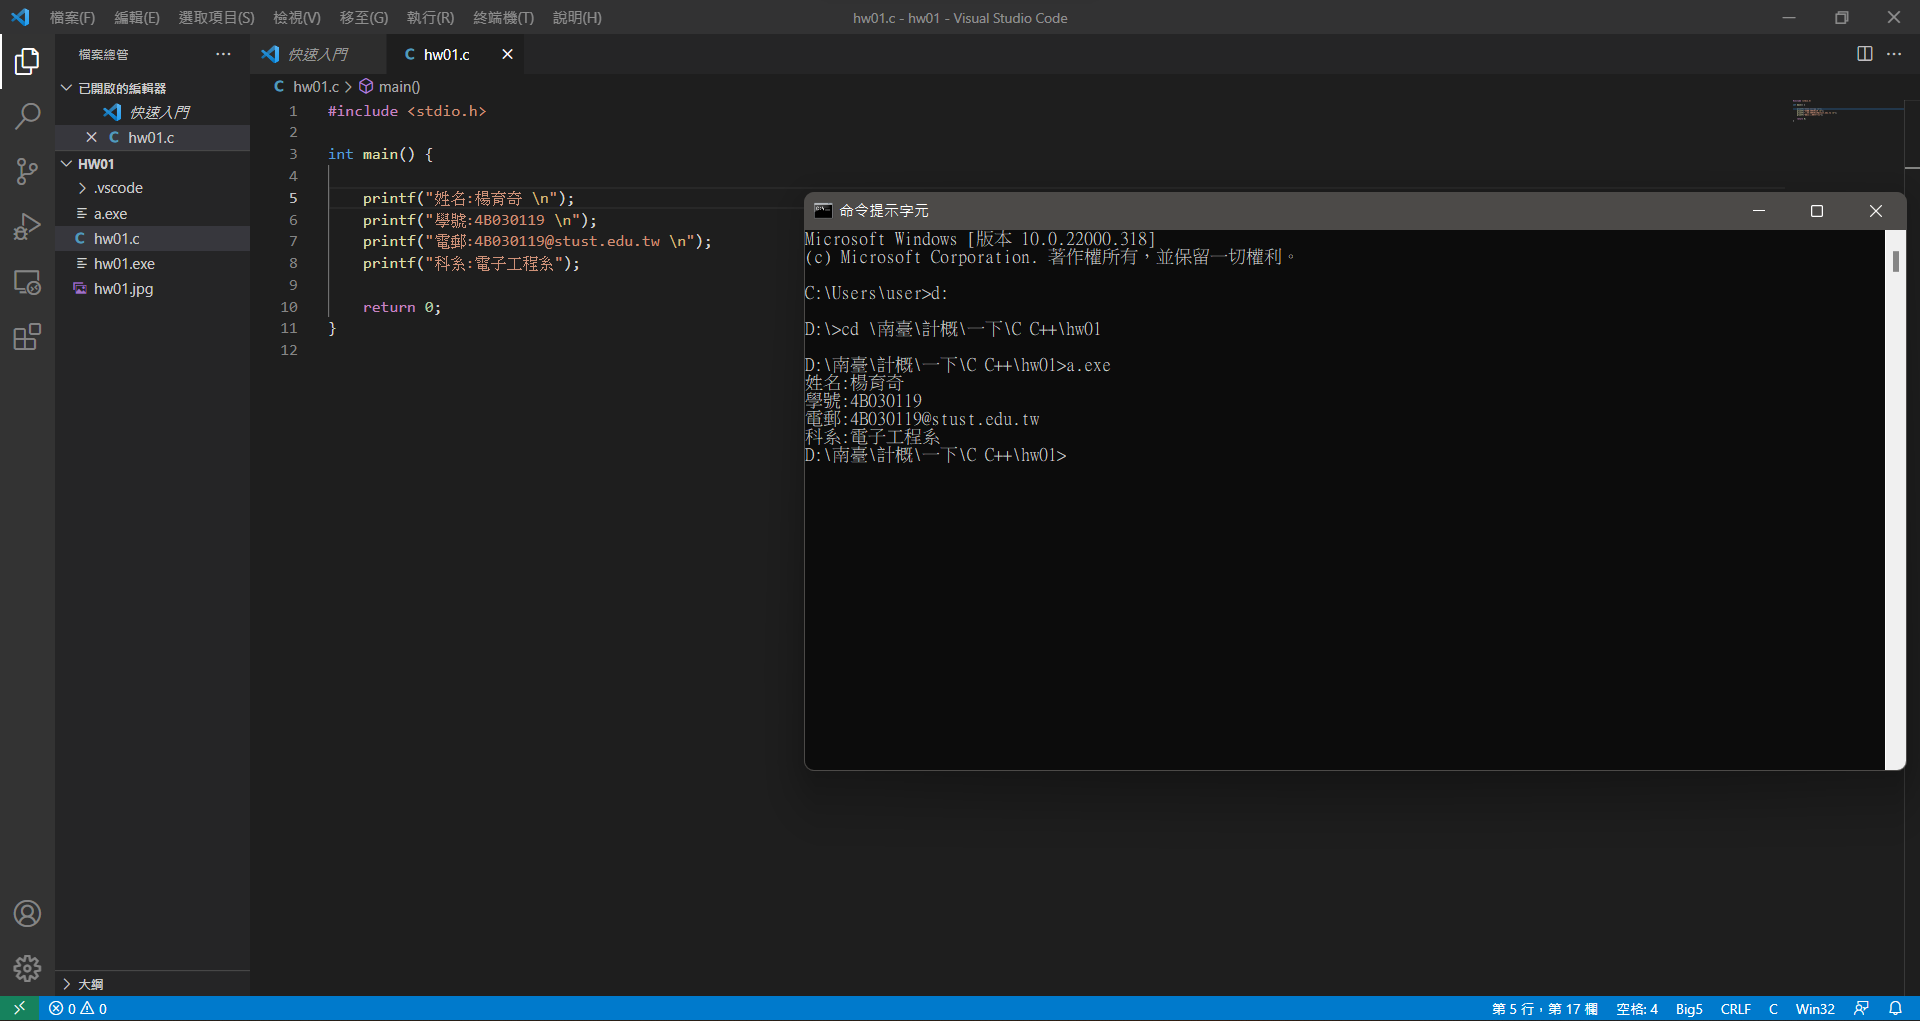 檔案(F) 編輯(E) 選取項目(S) 檢視(V) 移至(G) 執行(R) 終端機(T) 說明(H) hw01.c - hw01 - Visual Studio Code
檔案總管
已開啟的編輯器
快速入門
hw01.c
HW01
.vscode
a.exe
hw01.c
hw01.exe
hw01.jpg
大綱
快速入門 hw01.c
hw01.c > main()
1 #include <stdio.h>
2
3 int main() {
4
5 printf("姓名:楊育奇 \n");
6 printf("學號:4B030119 \n");
7 printf("電郵:4B030119@stust.edu.tw \n");
8 printf("科系:電子工程系");
9
10 return 0;
11 }
12
命令提示字元
Microsoft Windows [版本 10.0.22000.318]
(c) Microsoft Corporation. 著作權所有，並保留一切權利。
C:\Users\user>d:
D:\>cd \南臺\計概\一下\C C++\hw01
D:\南臺\計概\一下\C C++\hw01>a.exe
姓名:楊育奇
學號:4B030119
電郵:4B030119@stust.edu.tw
科系:電子工程系
D:\南臺\計概\一下\C C++\hw01>
0 0 第 5 行，第 17 欄 空格: 4 Big5 CRLF C Win32